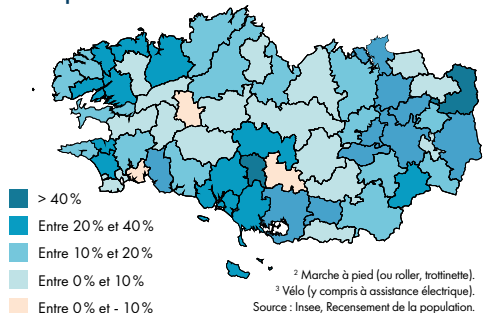 > 40 %
Entre 20 % et 40 %
Entre 10 % et 20 %
Entre 0 % et 10 %
Entre 0 % et - 10 %
² Marche à pied (ou roller, trottinette).
³ Vélo (y compris à assistance électrique).
Source : Insee, Recensement de la population.